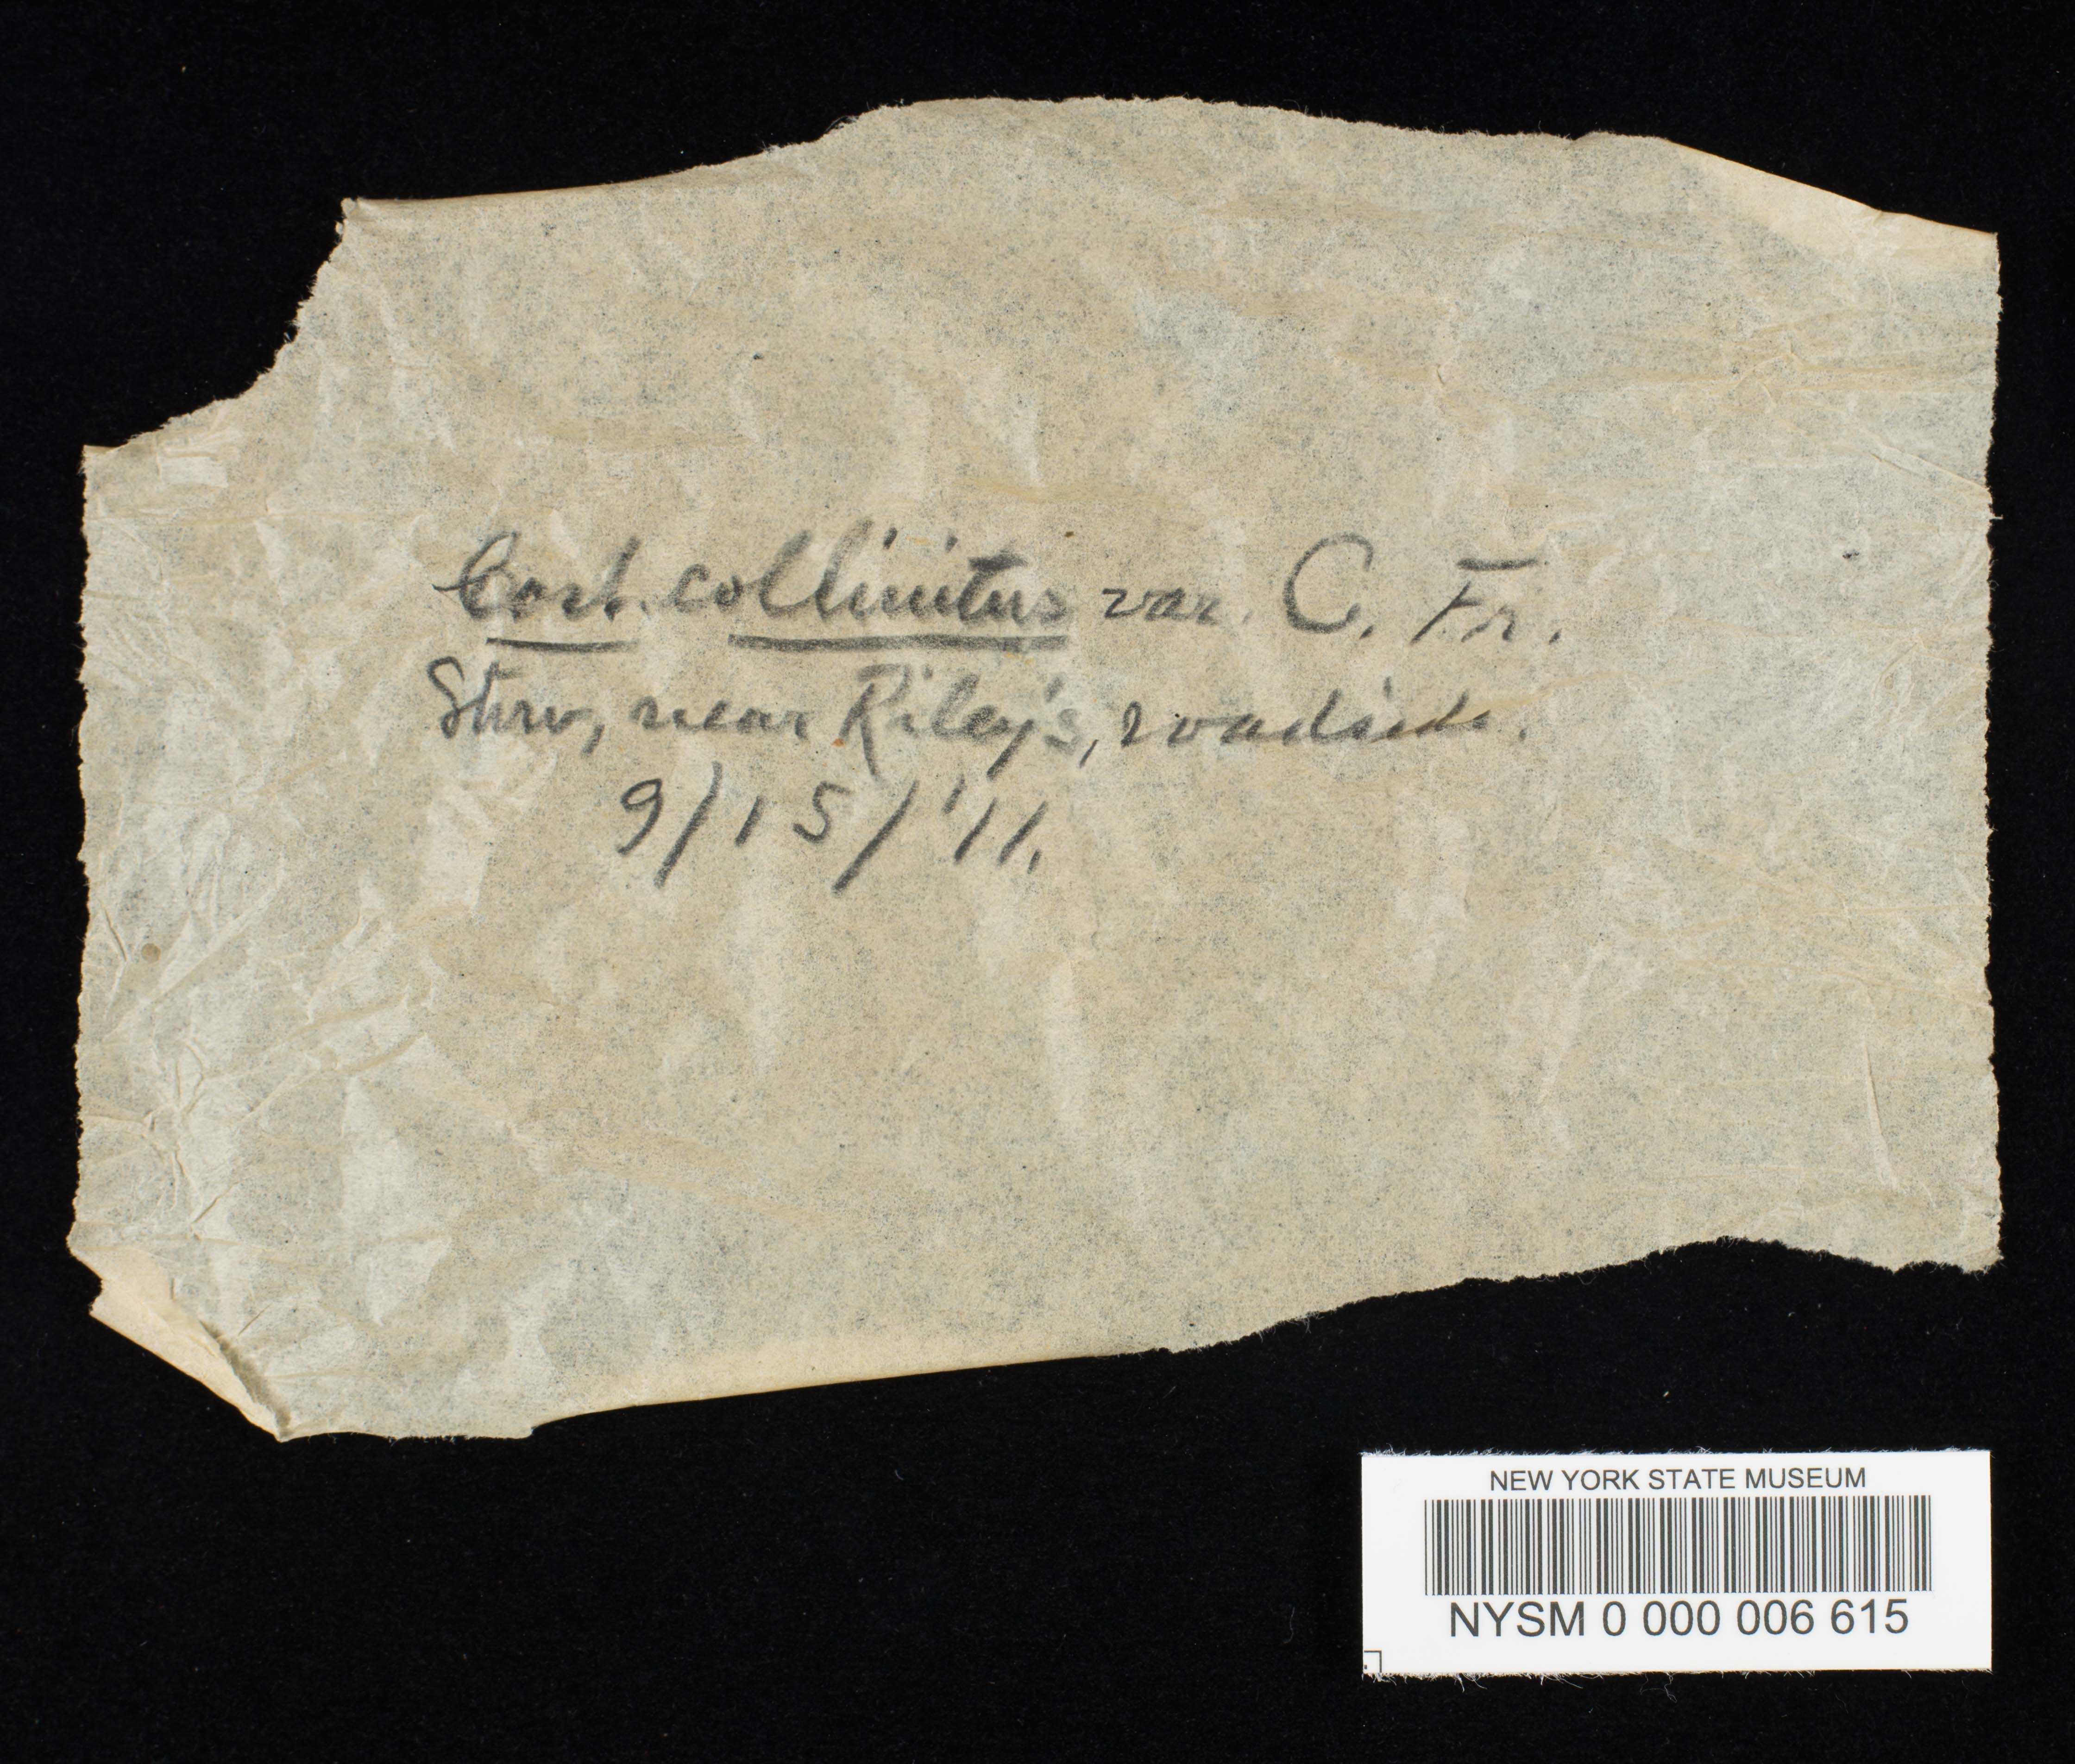 Cort. collinitus var. C. Fr.
Stow, near Riley's, roadside.
9/15/'11.
NEW YORK STATE MUSEUM
NYSM 0 000 006 615